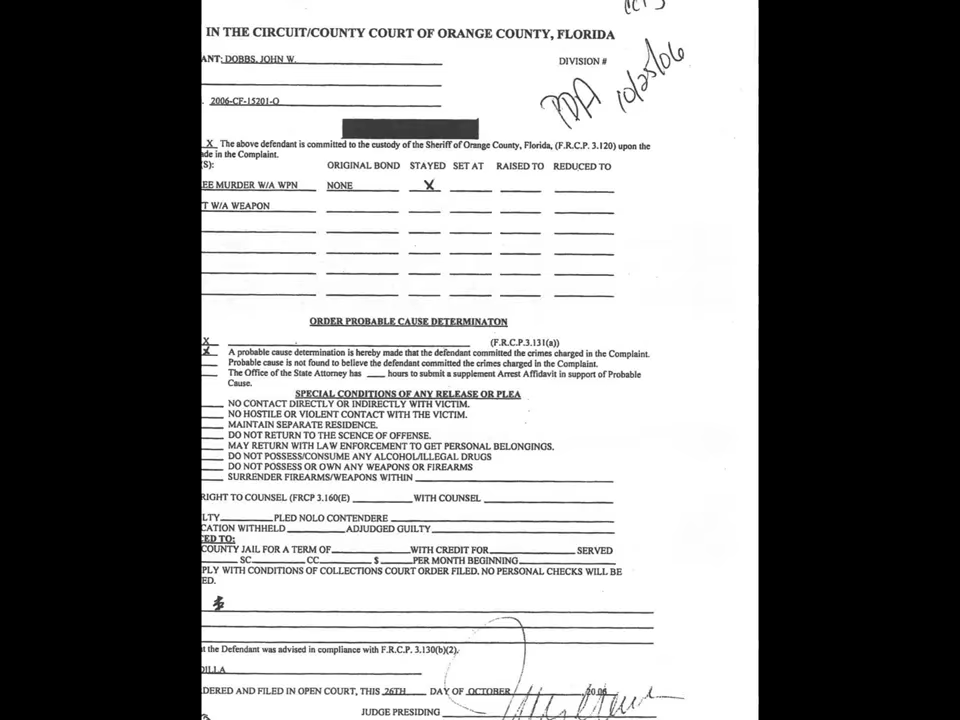 IN THE CIRCUIT/COUNTY COURT OF ORANGE COUNTY, FLORIDA
ANT: DOBBS, JOHN W.
DIVISION #
PDA 10/25/06
2006-CF-15201-O
X The above defendant is committed to the custody of the Sheriff of Orange County, Florida, (F.R.C.P. 3.120) upon the
ade in the Complaint.
(S): ORIGINAL BOND STAYED SET AT RAISED TO REDUCED TO
EE MURDER W/A WPN NONE X
T W/A WEAPON
ORDER PROBABLE CAUSE DETERMINATON
X (F.R.C.P.3.131(a))
X A probable cause determination is hereby made that the defendant committed the crimes charged in the Complaint.
Probable cause is not found to believe the defendant committed the crimes charged in the Complaint.
The Office of the State Attorney has ___ hours to submit a supplement Arrest Affidavit in support of Probable
Cause.
SPECIAL CONDITIONS OF ANY RELEASE OR PLEA
NO CONTACT DIRECTLY OR INDIRECTLY WITH VICTIM.
NO HOSTILE OR VIOLENT CONTACT WITH THE VICTIM.
MAINTAIN SEPARATE RESIDENCE.
DO NOT RETURN TO THE SCENCE OF OFFENSE.
MAY RETURN WITH LAW ENFORCEMENT TO GET PERSONAL BELONGINGS.
DO NOT POSSESS/CONSUME ANY ALCOHOL/ILLEGAL DRUGS
DO NOT POSSESS OR OWN ANY WEAPONS OR FIREARMS
SURRENDER FIREARMS/WEAPONS WITHIN
RIGHT TO COUNSEL (FRCP 3.160(E) WITH COUNSEL
LTY PLED NOLO CONTENDERE
CATION WITHHELD ADJUDGED GUILTY
CED TO:
COUNTY JAIL FOR A TERM OF WITH CREDIT FOR SERVED
SC CC $ PER MONTH BEGINNING
PLY WITH CONDITIONS OF COLLECTIONS COURT ORDER FILED. NO PERSONAL CHECKS WILL BE
ED.
t the Defendant was advised in compliance with F.R.C.P. 3.130(b)(2).
DILLA
DERED AND FILED IN OPEN COURT, THIS 26TH DAY OF OCTOBER 2006
JUDGE PRESIDING